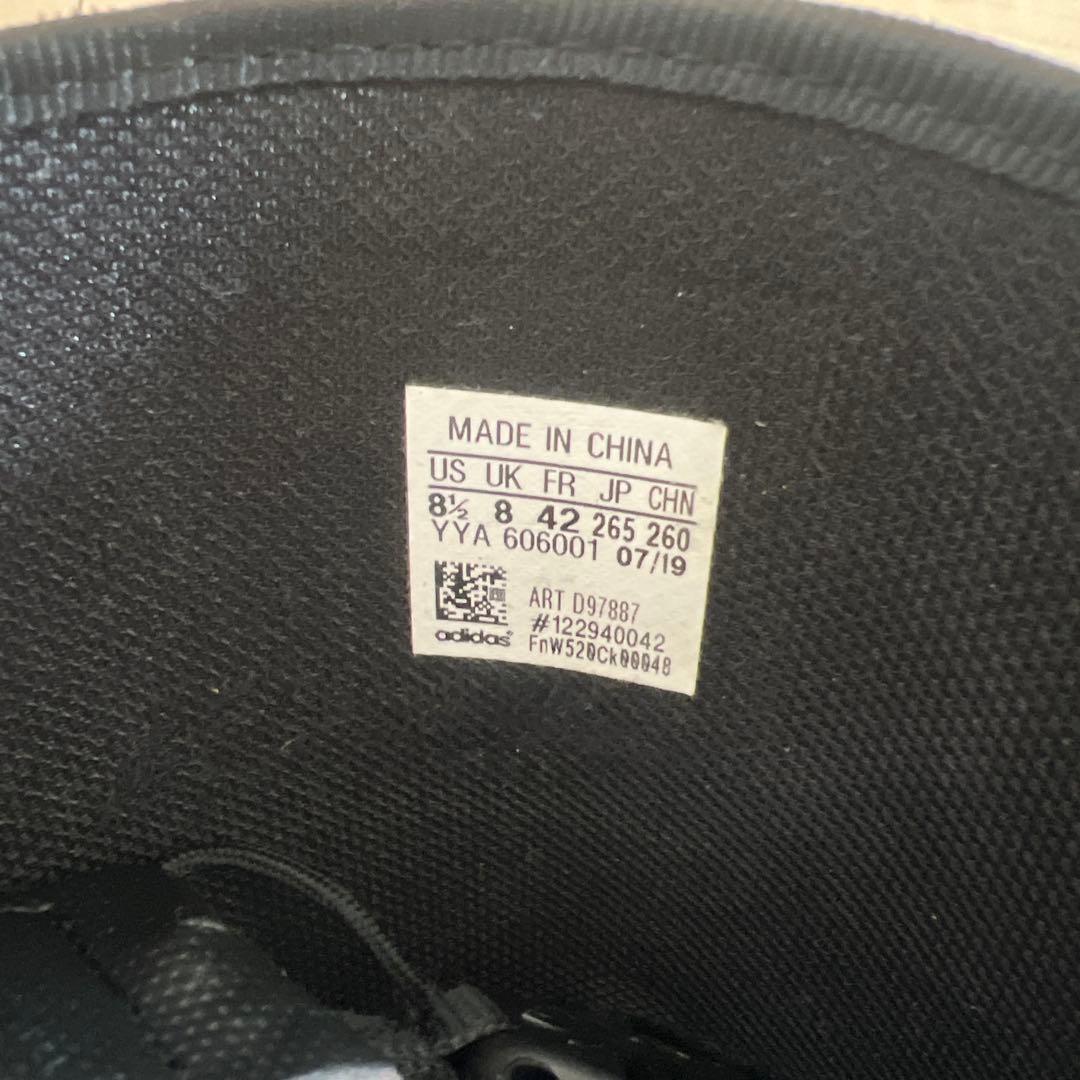 MADE IN CHINA
US UK FR JP CHN
8½ 8 42 265 260
YYA 606001 07/19
ART D97887
#122940042
FnW520Ck00048
adidas